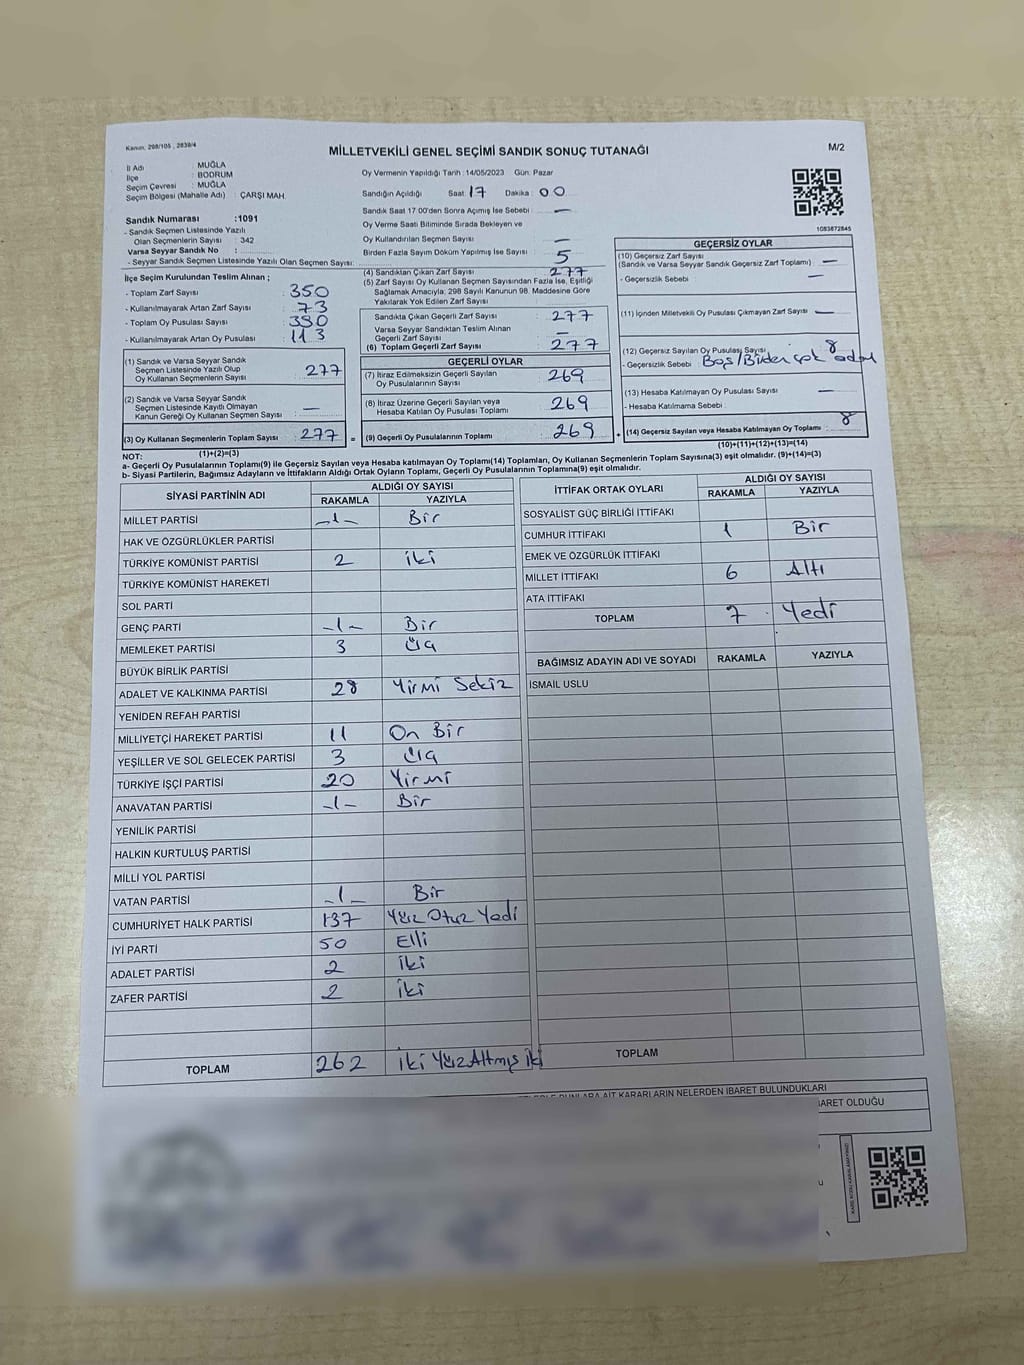 Kanun, 298/105 , 2839/4
MİLLETVEKİLİ GENEL SEÇİMİ SANDIK SONUÇ TUTANAĞI
M/2
İl Adı : MUĞLA
İlçe : BODRUM
Seçim Çevresi : MUĞLA
Seçim Bölgesi (Mahalle Adı) : ÇARŞI MAH
Sandık Numarası :1091
- Sandık Seçmen Listesinde Yazılı
Olan Seçmenlerin Sayısı : 342
Varsa Seyyar Sandık No :
- Seyyar Sandık Seçmen Listesinde Yazılı Olan Seçmen Sayısı:
İlçe Seçim Kurulundan Teslim Alınan ;
- Toplam Zarf Sayısı : 350
- Kullanılmayarak Artan Zarf Sayısı : 73
- Toplam Oy Pusulası Sayısı :
- Kullanılmayarak Artan Oy Pusulası : 113
(1) Sandık ve Varsa Seyyar Sandık
Seçmen Listesinde Yazılı Olup
Oy Kullanan Seçmenlerin Sayısı : 277
(2) Sandık ve Varsa Seyyar Sandık
Seçmen Listesinde Kayıtlı Olmayan
Kanun Gereği Oy Kullanan Seçmen Sayısı : —
(3) Oy Kullanan Seçmenlerin Toplam Sayısı : 277 =
(1)+(2)=(3)
Oy Vermenin Yapıldığı Tarih : 14/05/2023 Gün: Pazar
Sandığın Açıldığı Saat : 17 Dakika : 00
Sandık Saat 17:00'den Sonra Açımış İse Sebebi : —
Oy Verme Saati Bitiminde Sırada Bekleyen ve
Oy Kullandırılan Seçmen Sayısı : —
Birden Fazla Sayım Döküm Yapılmış İse Sayısı : 5
(4) Sandıktan Çıkan Zarf Sayısı : 277
(5) Zarf Sayısı Oy Kullanan Seçmen Sayısından Fazla İse, Eşitliği
Sağlamak Amacıyla; 298 Sayılı Kanunun 98. Maddesine Göre
Yakılarak Yok Edilen Zarf Sayısı :
Sandıkta Çıkan Geçerli Zarf Sayısı : 277
Varsa Seyyar Sandıktan Teslim Alınan
Geçerli Zarf Sayısı : —
(6) Toplam Geçerli Zarf Sayısı : 277
GEÇERLİ OYLAR
(7) İtiraz Edilmeksizin Geçerli Sayılan
Oy Pusulalarının Sayısı : 269
(8) İtiraz Üzerine Geçerli Sayılan veya
Hesaba Katılan Oy Pusulası Toplamı : 269
(9) Geçerli Oy Pusulalarının Toplamı : 269 +
1083672845
GEÇERSİZ OYLAR
(10) Geçersiz Zarf Sayısı
(Sandık ve Varsa Seyyar Sandık Geçersiz Zarf Toplamı) : —
- Geçersizlik Sebebi : —
(11) İçinden Milletvekili Oy Pusulası Çıkmayan Zarf Sayısı : —
(12) Geçersiz Sayılan Oy Pusulası Sayısı : 8
- Geçersizlik Sebebi : Boş/Birden çok aday
(13) Hesaba Katılmayan Oy Pusulası Sayısı : —
- Hesaba Katılmama Sebebi :
(14) Geçersiz Sayılan veya Hesaba Katılmayan Oy Toplamı : 8
(10)+(11)+(12)+(13)=(14)
NOT:
a- Geçerli Oy Pusulalarının Toplamı(9) ile Geçersiz Sayılan veya Hesaba katılmayan Oy Toplamı(14) Toplamları, Oy Kullanan Seçmenlerin Toplam Sayısına(3) eşit olmalıdır. (9)+(14)=(3)
b- Siyasi Partilerin, Bağımsız Adayların ve İttifakların Aldığı Ortak Oyların Toplamı, Geçerli Oy Pusulalarının Toplamına(9) eşit olmalıdır.
SİYASİ PARTİNİN ADI ALDIĞI OY SAYISI
RAKAMLA YAZIYLA
MİLLET PARTİSİ -1- Bir
HAK VE ÖZGÜRLÜKLER PARTİSİ
TÜRKİYE KOMÜNİST PARTİSİ 2 iki
TÜRKİYE KOMÜNİST HAREKETİ
SOL PARTİ
GENÇ PARTİ -1- Bir
MEMLEKET PARTİSİ 3 Üç
BÜYÜK BİRLİK PARTİSİ
ADALET VE KALKINMA PARTİSİ 28 Yirmi Sekiz
YENİDEN REFAH PARTİSİ
MİLLİYETÇİ HAREKET PARTİSİ 11 On Bir
YEŞİLLER VE SOL GELECEK PARTİSİ 3 Üç
TÜRKİYE İŞÇİ PARTİSİ 20 Yirmi
ANAVATAN PARTİSİ -1- Bir
YENİLİK PARTİSİ
HALKIN KURTULUŞ PARTİSİ
MİLLİ YOL PARTİSİ
VATAN PARTİSİ -1- Bir
CUMHURİYET HALK PARTİSİ 137 Yüz Otuz Yedi
İYİ PARTİ 50 Elli
ADALET PARTİSİ 2 iki
ZAFER PARTİSİ 2 iki
TOPLAM 262 iki Yüz Altmış iki
İTTİFAK ORTAK OYLARI ALDIĞI OY SAYISI
RAKAMLA YAZIYLA
SOSYALİST GÜÇ BİRLİĞİ İTTİFAKI
CUMHUR İTTİFAKI 1 Bir
EMEK VE ÖZGÜRLÜK İTTİFAKI
MİLLET İTTİFAKI 6 Altı
ATA İTTİFAKI
TOPLAM 7 Yedi
BAĞIMSIZ ADAYIN ADI VE SOYADI RAKAMLA YAZIYLA
İSMAİL USLU
TOPLAM
AİT KARARLARIN NELERDEN İBARET BULUNDUKLARI
BARET OLDUĞU